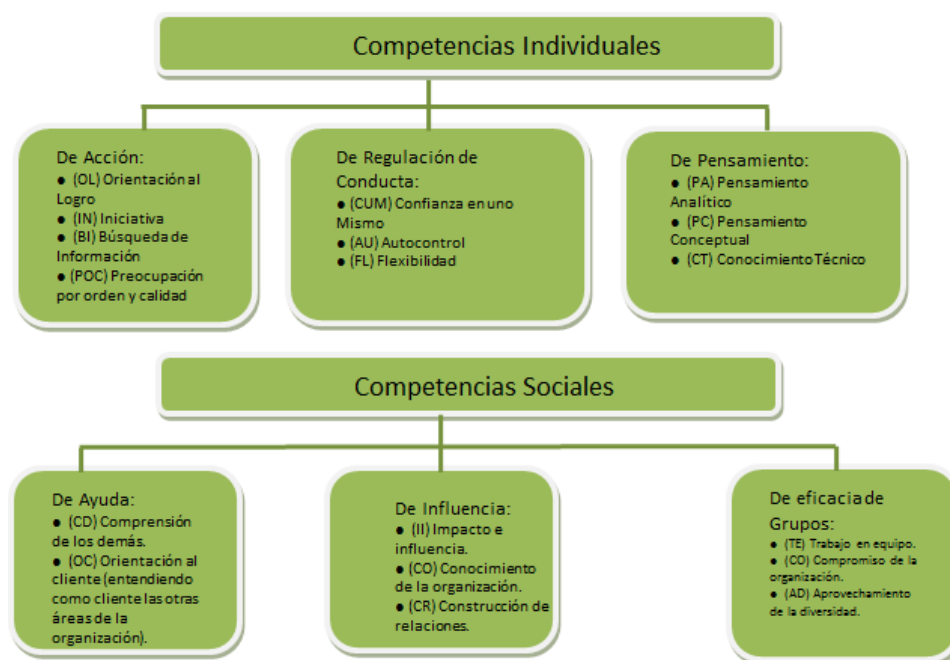 Competencias Individuales
De Acción:
● (OL) Orientación al
Logro
● (IN) Iniciativa
● (BI) Búsqueda de
Información
● (POC) Preocupación
por orden y calidad
De Regulación de
Conducta:
● (CUM) Confianza en uno
Mismo
● (AU) Autocontrol
● (FL) Flexibilidad
De Pensamiento:
● (PA) Pensamiento
Analítico
● (PC) Pensamiento
Conceptual
● (CT) Conocimiento Técnico
Competencias Sociales
De Ayuda:
● (CD) Comprensión
de los demás.
● (OC) Orientación al
cliente (entendiendo
como cliente las otras
áreas de la
organización).
De Influencia:
● (II) Impacto e
influencia.
● (CO) Conocimiento
de la organización.
● (CR) Construcción de
relaciones.
De eficacia de
Grupos:
● (TE) Trabajo en equipo.
● (CO) Compromiso de la
organización.
● (AD) Aprovechamiento
de la diversidad.